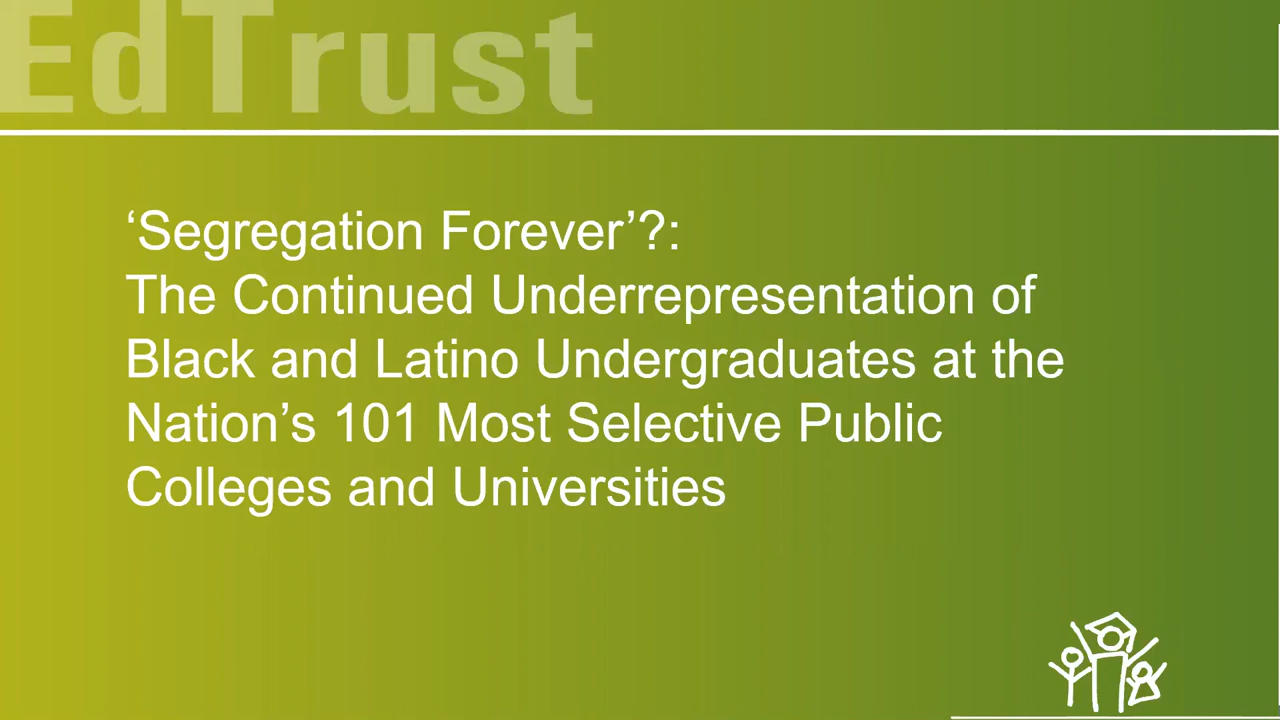 EdTrust
‘Segregation Forever’?:
The Continued Underrepresentation of
Black and Latino Undergraduates at the
Nation’s 101 Most Selective Public
Colleges and Universities